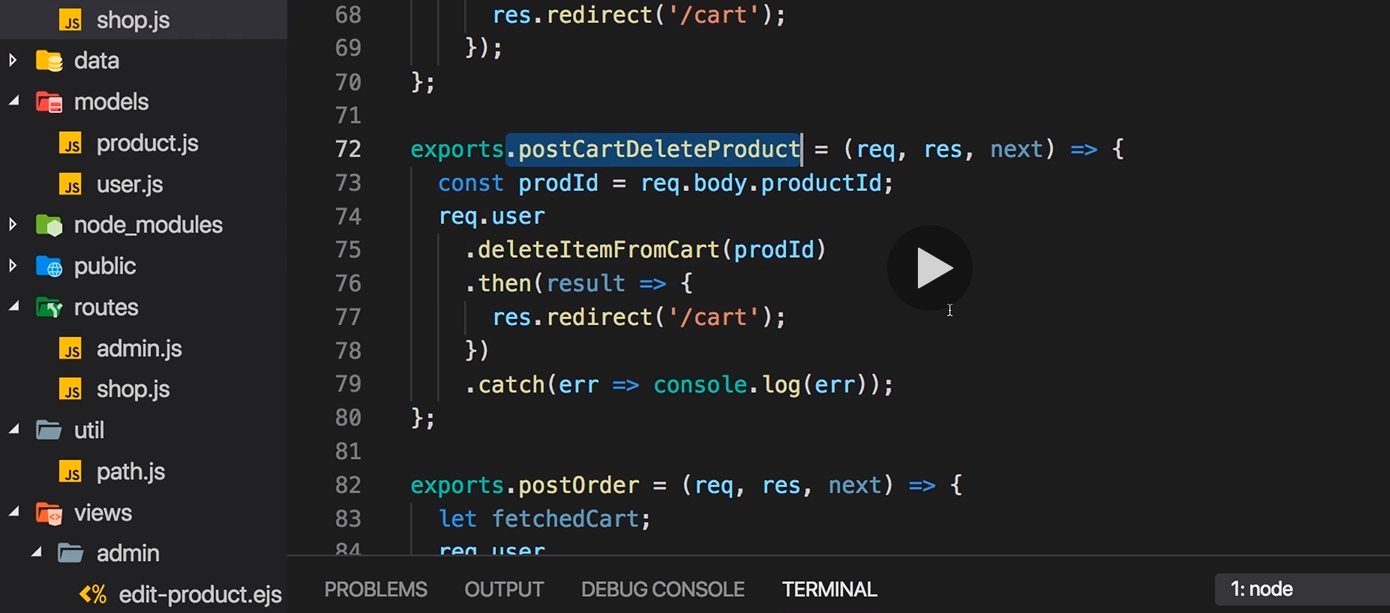 shop.js
data
models
product.js
user.js
node_modules
public
routes
admin.js
shop.js
util
path.js
views
admin
edit-product.ejs
68 res.redirect('/cart');
69 });
70 };
71
72 exports.postCartDeleteProduct = (req, res, next) => {
73 const prodId = req.body.productId;
74 req.user
75 .deleteItemFromCart(prodId)
76 .then(result => {
77 res.redirect('/cart');
78 })
79 .catch(err => console.log(err));
80 };
81
82 exports.postOrder = (req, res, next) => {
83 let fetchedCart;
84 req.user
PROBLEMS OUTPUT DEBUG CONSOLE TERMINAL 1: node